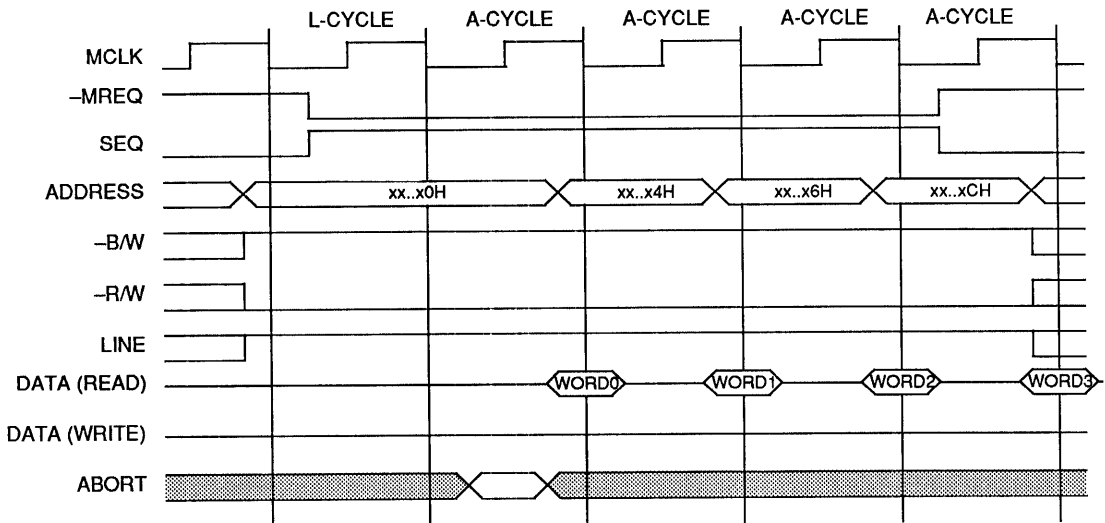 L-CYCLE A-CYCLE A-CYCLE A-CYCLE A-CYCLE
MCLK
–MREQ
SEQ
ADDRESS xx..x0H xx..x4H xx..x6H xx..xCH
–B/W
–R/W
LINE
DATA (READ) WORD0 WORD1 WORD2 WORD3
DATA (WRITE)
ABORT